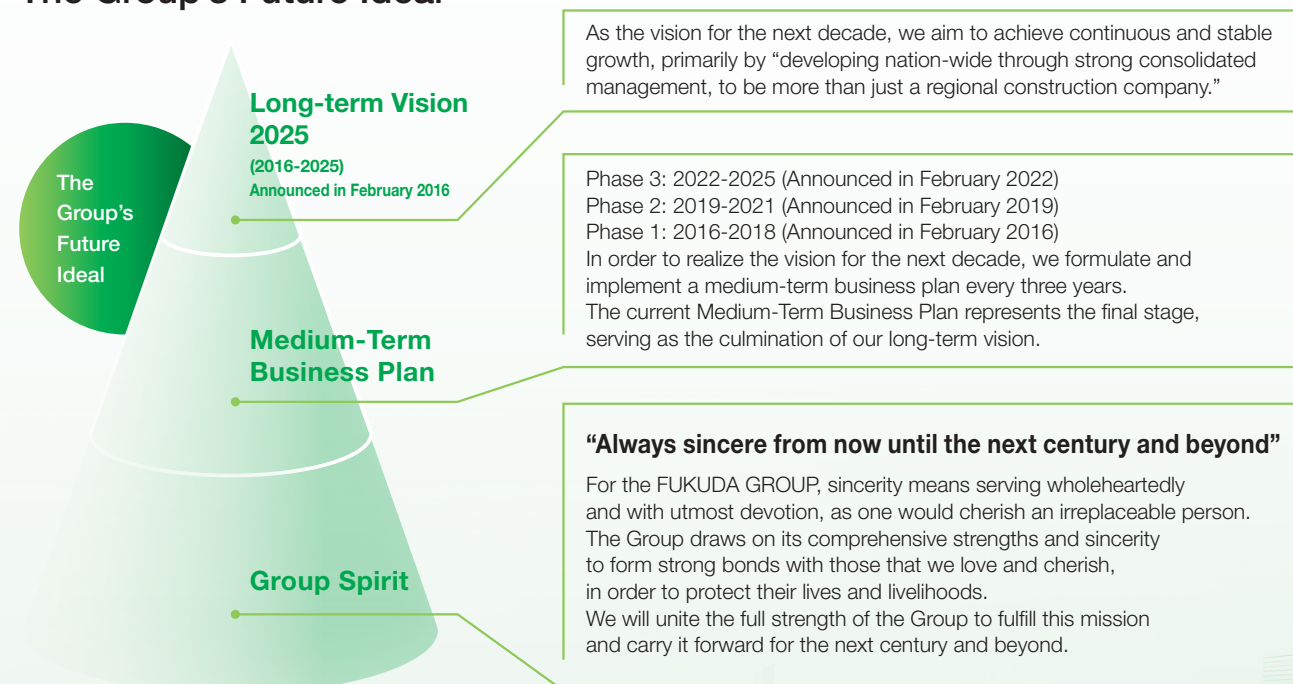 The Group's Future Ideal
The
Group's
Future
Ideal
Long-term Vision
2025
(2016-2025)
Announced in February 2016
As the vision for the next decade, we aim to achieve continuous and stable
growth, primarily by “developing nation-wide through strong consolidated
management, to be more than just a regional construction company.”
Medium-Term
Business Plan
Phase 3: 2022-2025 (Announced in February 2022)
Phase 2: 2019-2021 (Announced in February 2019)
Phase 1: 2016-2018 (Announced in February 2016)
In order to realize the vision for the next decade, we formulate and
implement a medium-term business plan every three years.
The current Medium-Term Business Plan represents the final stage,
serving as the culmination of our long-term vision.
Group Spirit
“Always sincere from now until the next century and beyond”
For the FUKUDA GROUP, sincerity means serving wholeheartedly
and with utmost devotion, as one would cherish an irreplaceable person.
The Group draws on its comprehensive strengths and sincerity
to form strong bonds with those that we love and cherish,
in order to protect their lives and livelihoods.
We will unite the full strength of the Group to fulfill this mission
and carry it forward for the next century and beyond.